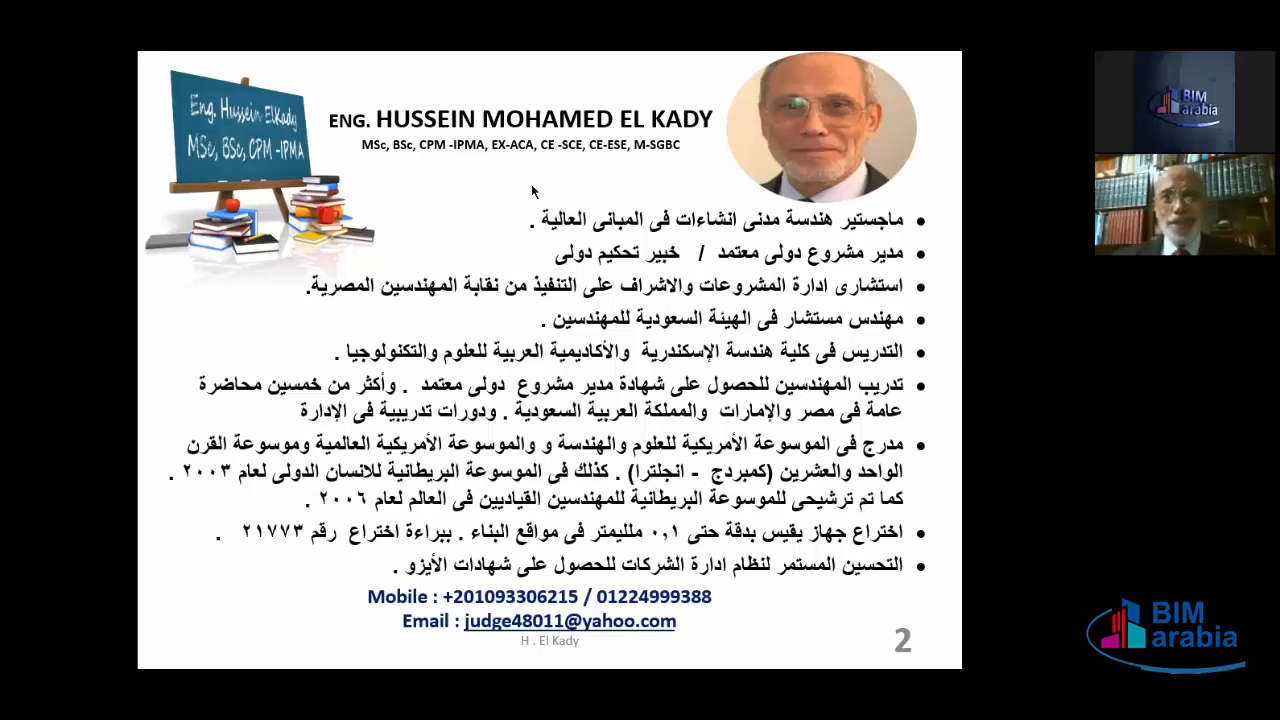 Eng. Hussein ElKady
MSc, BSc, CPM -IPMA
ENG. HUSSEIN MOHAMED EL KADY
MSc, BSc, CPM -IPMA, EX-ACA, CE -SCE, CE-ESE, M-SGBC
• ماجستير هندسة مدنى انشاءات فى المبانى العالية .
• مدير مشروع دولى معتمد / خبير تحكيم دولى
• استشارى ادارة المشروعات والاشراف على التنفيذ من نقابة المهندسين المصرية.
• مهندس مستشار فى الهيئة السعودية للمهندسين .
• التدريس فى كلية هندسة الإسكندرية والأكاديمية العربية للعلوم والتكنولوجيا .
• تدريب المهندسين للحصول على شهادة مدير مشروع دولى معتمد . وأكثر من خمسين محاضرة
عامة فى مصر والإمارات والمملكة العربية السعودية . ودورات تدريبية فى الإدارة
• مدرج فى الموسوعة الأمريكية للعلوم والهندسة و والموسوعة الأمريكية العالمية وموسوعة القرن
الواحد والعشرين (كمبردج - انجلترا) . كذلك فى الموسوعة البريطانية للانسان الدولى لعام ٢٠٠٣ .
كما تم ترشيحى للموسوعة البريطانية للمهندسين القياديين فى العالم لعام ٢٠٠٦ .
• اختراع جهاز يقيس بدقة حتى ٠,١ ملليمتر فى مواقع البناء . ببراءة اختراع رقم ٢١٧٧٣ .
• التحسين المستمر لنظام ادارة الشركات للحصول على شهادات الأيزو .
Mobile : +201093306215 / 01224999388
Email : judge48011@yahoo.com
H . El Kady
2
BIM
arabia
BIM
arabia